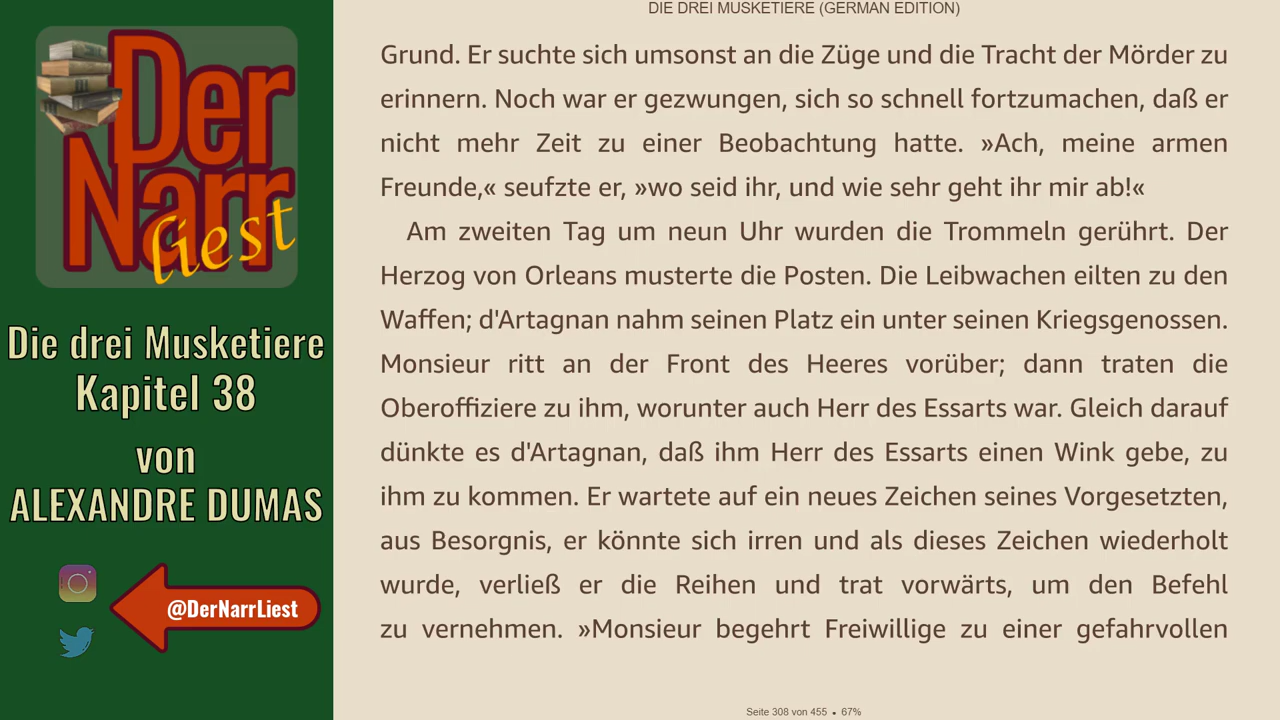 Der
Narr
liest
Die drei Musketiere
Kapitel 38
von
ALEXANDRE DUMAS
@DerNarrLiest
DIE DREI MUSKETIERE (GERMAN EDITION)
Grund. Er suchte sich umsonst an die Züge und die Tracht der Mörder zu
erinnern. Noch war er gezwungen, sich so schnell fortzumachen, daß er
nicht mehr Zeit zu einer Beobachtung hatte. »Ach, meine armen
Freunde,« seufzte er, »wo seid ihr, und wie sehr geht ihr mir ab!«
Am zweiten Tag um neun Uhr wurden die Trommeln gerührt. Der
Herzog von Orleans musterte die Posten. Die Leibwachen eilten zu den
Waffen; d'Artagnan nahm seinen Platz ein unter seinen Kriegsgenossen.
Monsieur ritt an der Front des Heeres vorüber; dann traten die
Oberoffiziere zu ihm, worunter auch Herr des Essarts war. Gleich darauf
dünkte es d'Artagnan, daß ihm Herr des Essarts einen Wink gebe, zu
ihm zu kommen. Er wartete auf ein neues Zeichen seines Vorgesetzten,
aus Besorgnis, er könnte sich irren und als dieses Zeichen wiederholt
wurde, verließ er die Reihen und trat vorwärts, um den Befehl
zu vernehmen. »Monsieur begehrt Freiwillige zu einer gefahrvollen
Seite 308 von 455 • 67%